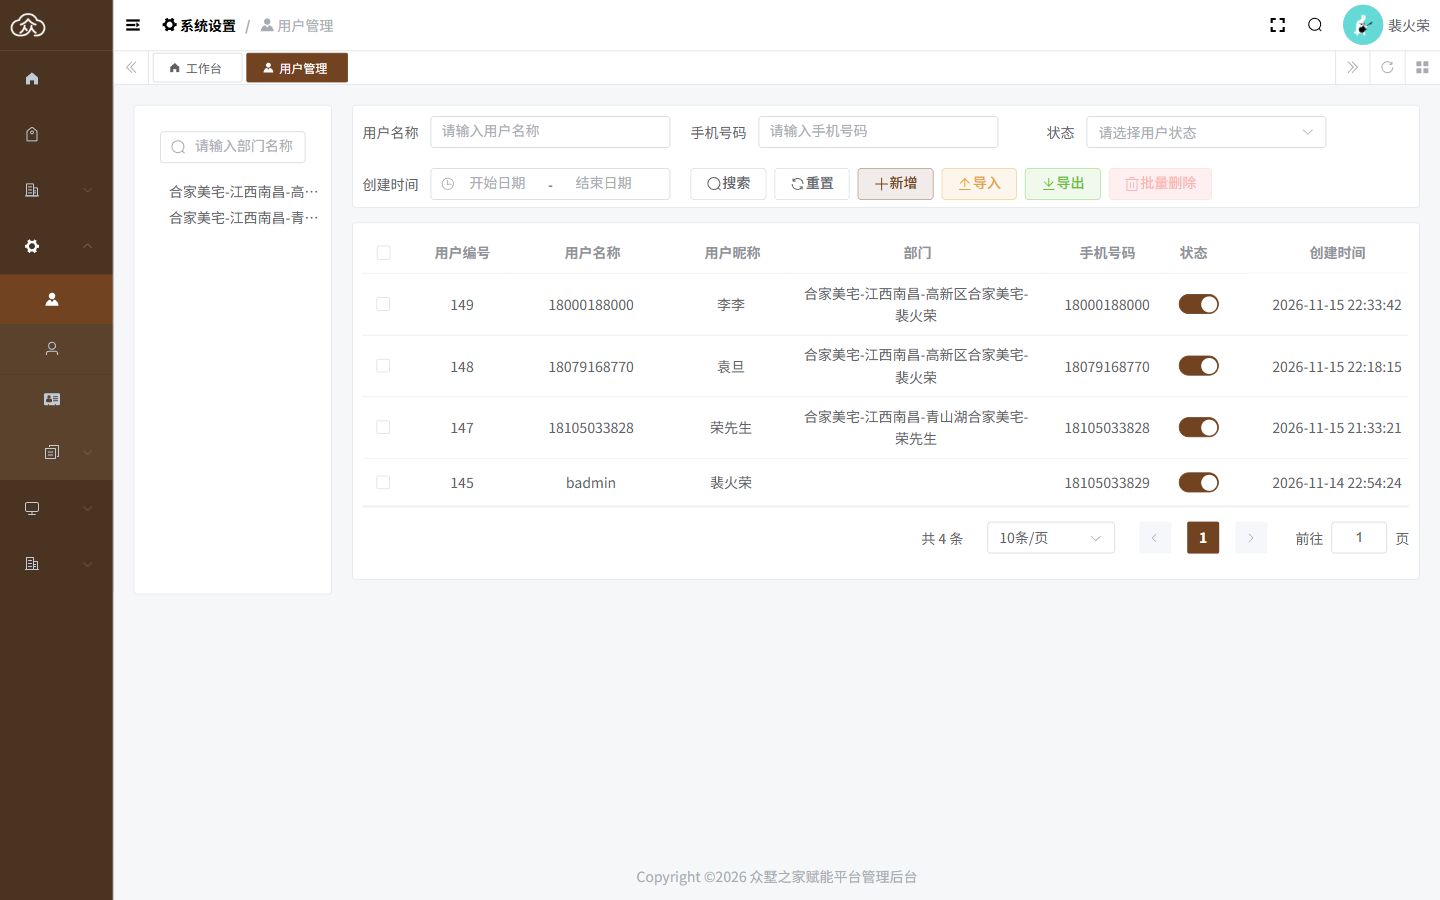 众
系统设置 / 用户管理
裴火荣
工作台
用户管理
请输入部门名称
合家美宅-江西南昌-高…
合家美宅-江西南昌-青…
用户名称 请输入用户名称 手机号码 请输入手机号码 状态 请选择用户状态
创建时间 开始日期 - 结束日期 搜索 重置 新增 导入 导出 批量删除
用户编号 用户名称 用户昵称 部门 手机号码 状态 创建时间
149 18000188000 李李 合家美宅-江西南昌-高新区合家美宅- 18000188000 2026-11-15 22:33:42
裴火荣
148 18079168770 袁旦 合家美宅-江西南昌-高新区合家美宅- 18079168770 2026-11-15 22:18:15
裴火荣
147 18105033828 荣先生 合家美宅-江西南昌-青山湖合家美宅- 18105033828 2026-11-15 21:33:21
荣先生
145 badmin 裴火荣 18105033829 2026-11-14 22:54:24
共 4 条 10条/页 1 前往 1 页
Copyright ©2026 众墅之家赋能平台管理后台